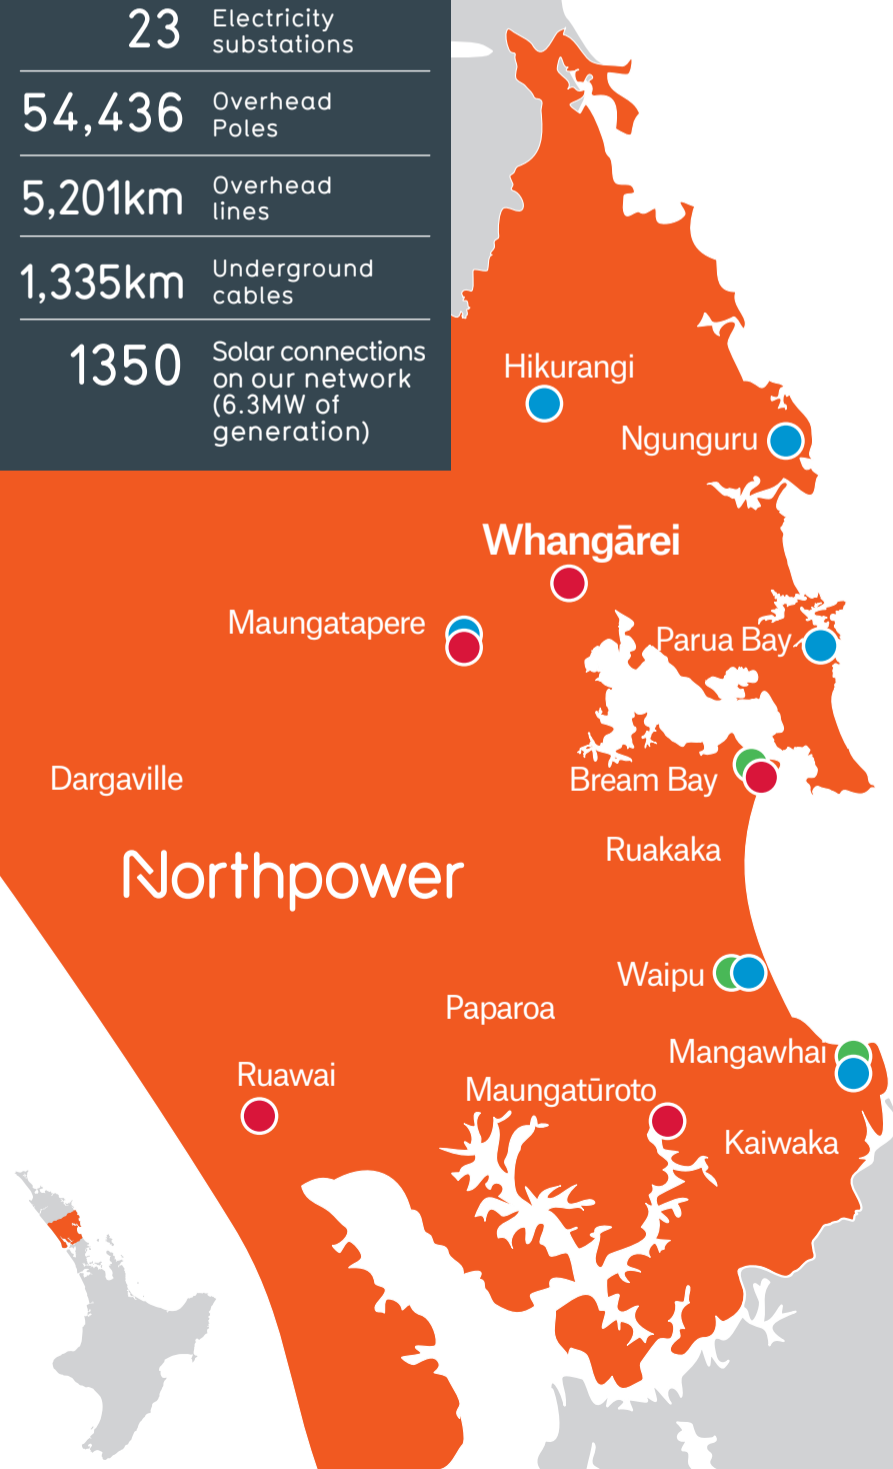 23
Electricity
substations
54,436
Overhead
Poles
5,201km
Overhead
lines
1,335km
Underground
cables
1350
Solar connections
on our network
(6.3MW of
generation)
Hikurangi
Ngunguru
Whangārei
Maungatapere
Parua Bay
Dargaville
Bream Bay
Ruakaka
Northpower
Waipu
Paparoa
Mangawhai
Ruawai
Maungatūroto
Kaiwaka